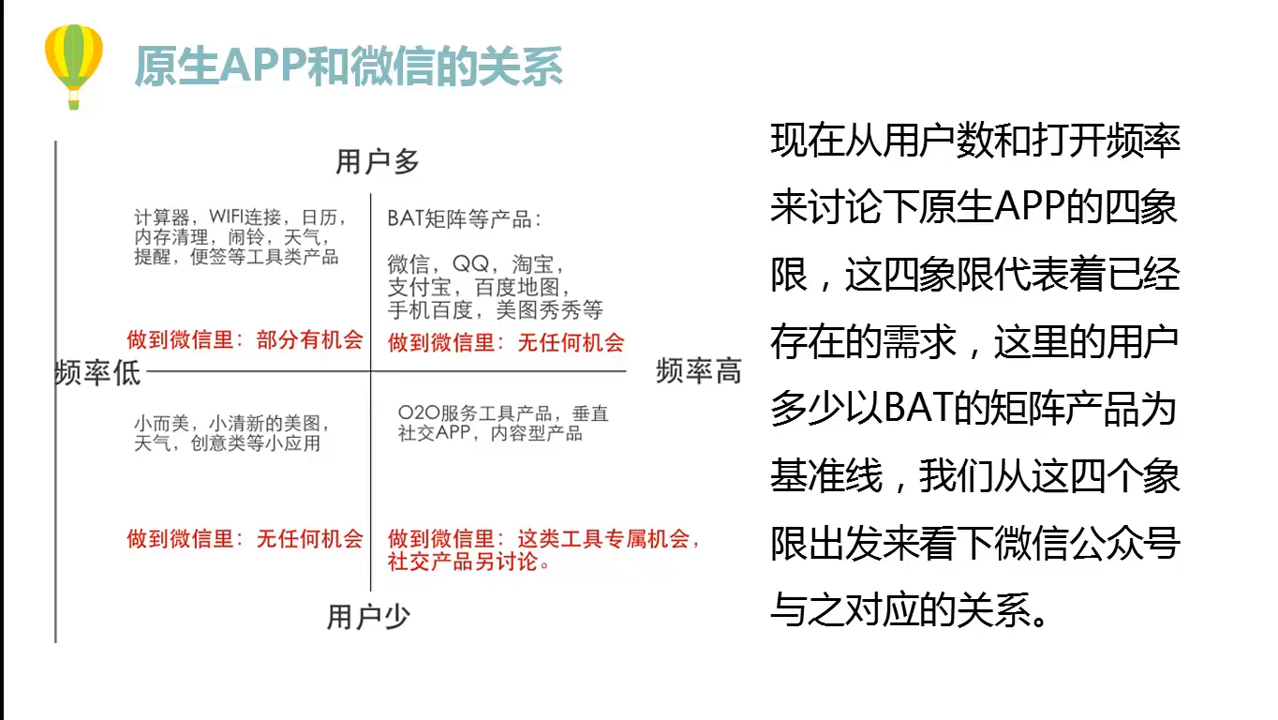 原生APP和微信的关系
用户多
计算器，WIFI连接，日历，
内存清理，闹铃，天气，
提醒，便签等工具类产品
做到微信里：部分有机会
BAT矩阵等产品：
微信，QQ，淘宝，
支付宝，百度地图，
手机百度，美图秀秀等
做到微信里：无任何机会
频率低
频率高
小而美，小清新的美图，
天气，创意类等小应用
做到微信里：无任何机会
O2O服务工具产品，垂直
社交APP，内容型产品
做到微信里：这类工具专属机会，
社交产品另讨论。
用户少
现在从用户数和打开频率
来讨论下原生APP的四象
限，这四象限代表着已经
存在的需求，这里的用户
多少以BAT的矩阵产品为
基准线，我们从这四个象
限出发来看下微信公众号
与之对应的关系。